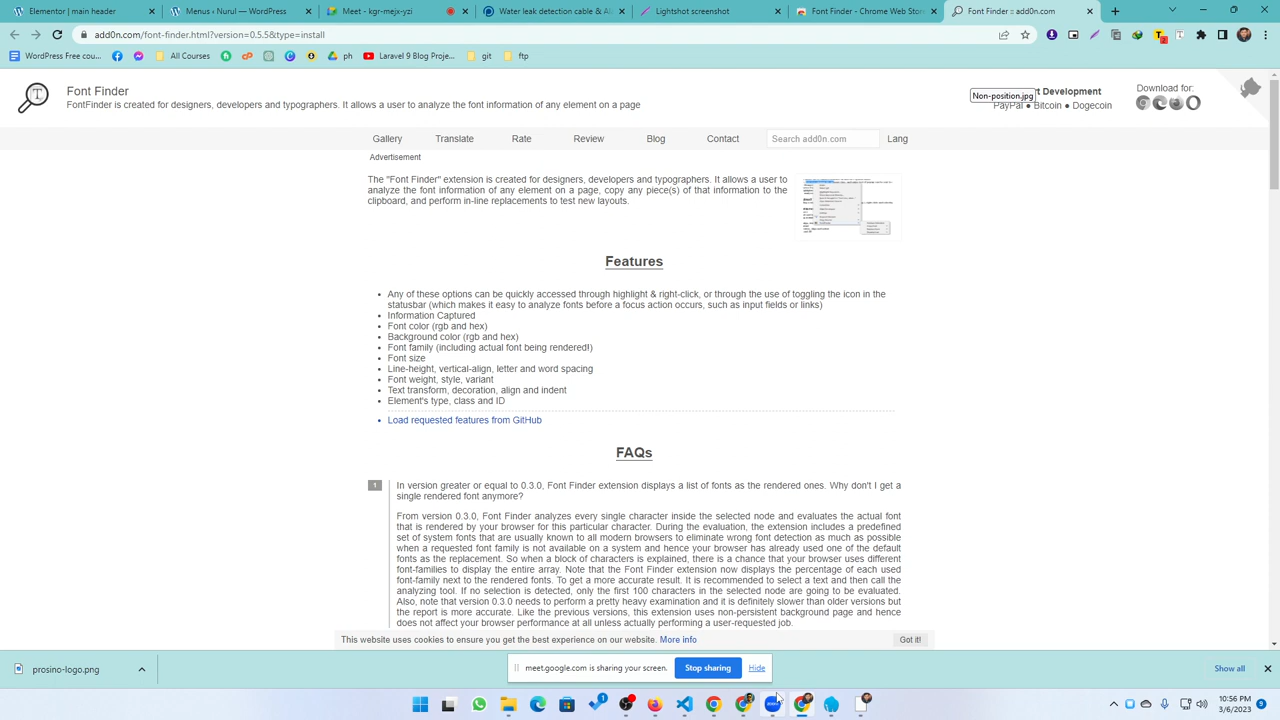 Elementor | national
Menus ‹ Nurul — WordPress
Meet - mgr-mejk-yzi
Water leak detection cable & Al
Lightshot screenshot
Font Finder - Chrome Web Stor
Font Finder :: add0n.com
add0n.com/font-finder.html?version=0.5.5&type=install
WordPress Free cou...
All Courses
ph
Laravel 9 Blog Proje...
git
ftp
Font Finder
FontFinder is created for designers, developers and typographers. It allows a user to analyze the font information of any element on a page
Non-position.jpg
rt Development
PayPal ● Bitcoin ● Dogecoin
Download for:
Gallery
Translate
Rate
Review
Blog
Contact
Search add0n.com
Lang
Advertisement
The "Font Finder" extension is created for designers, developers and typographers. It allows a user to
analyze the font information of any element on a page, copy any piece(s) of that information to the
clipboard, and perform in-line replacements to test new layouts.
Features
Any of these options can be quickly accessed through highlight & right-click, or through the use of toggling the icon in the
statusbar (which makes it easy to analyze fonts before a focus action occurs, such as input fields or links).
Information Captured
Font color (rgb and hex)
Background color (rgb and hex)
Font family (including actual font being rendered!)
Font size
Line-height, vertical-align, letter and word spacing
Font weight, style, variant
Text transform, decoration, align and indent
Element's type, class and ID
Load requested features from GitHub
FAQs
1
In version greater or equal to 0.3.0, Font Finder extension displays a list of fonts as the rendered ones. Why don't I get a
single rendered font anymore?
From version 0.3.0, Font Finder analyzes every single character inside the selected node and evaluates the actual font
that is rendered by your browser for this particular character. During the evaluation, the extension includes a predefined
set of system fonts that are usually known to all modern browsers to eliminate wrong font detection as much as possible
when a requested font family is not available on a system and hence your browser has already used one of the default
fonts as the replacement. So when a block of characters is explained, there is a chance that your browser uses different
font-families to display the entire array. Note that the Font Finder extension now displays the percentage of each used
font-family next to the rendered fonts. To get a more accurate result. It is recommended to select a text and then call the
analyzing tool. If no selection is detected, only the first 100 characters in the selected node are going to be evaluated.
Also, note that version 0.3.0 needs to perform a pretty heavy examination and it is definitely slower than older versions but
the report is more accurate. Like the previous versions, this extension uses non-persistent background page and hence
does not affect your browser performance at all unless actually performing a user-requested job.
This website uses cookies to ensure you get the best experience on our website. More info
Got it!
prosino-logo.png
meet.google.com is sharing your screen.
Stop sharing
Hide
Show all
10:56 PM
3/6/2023